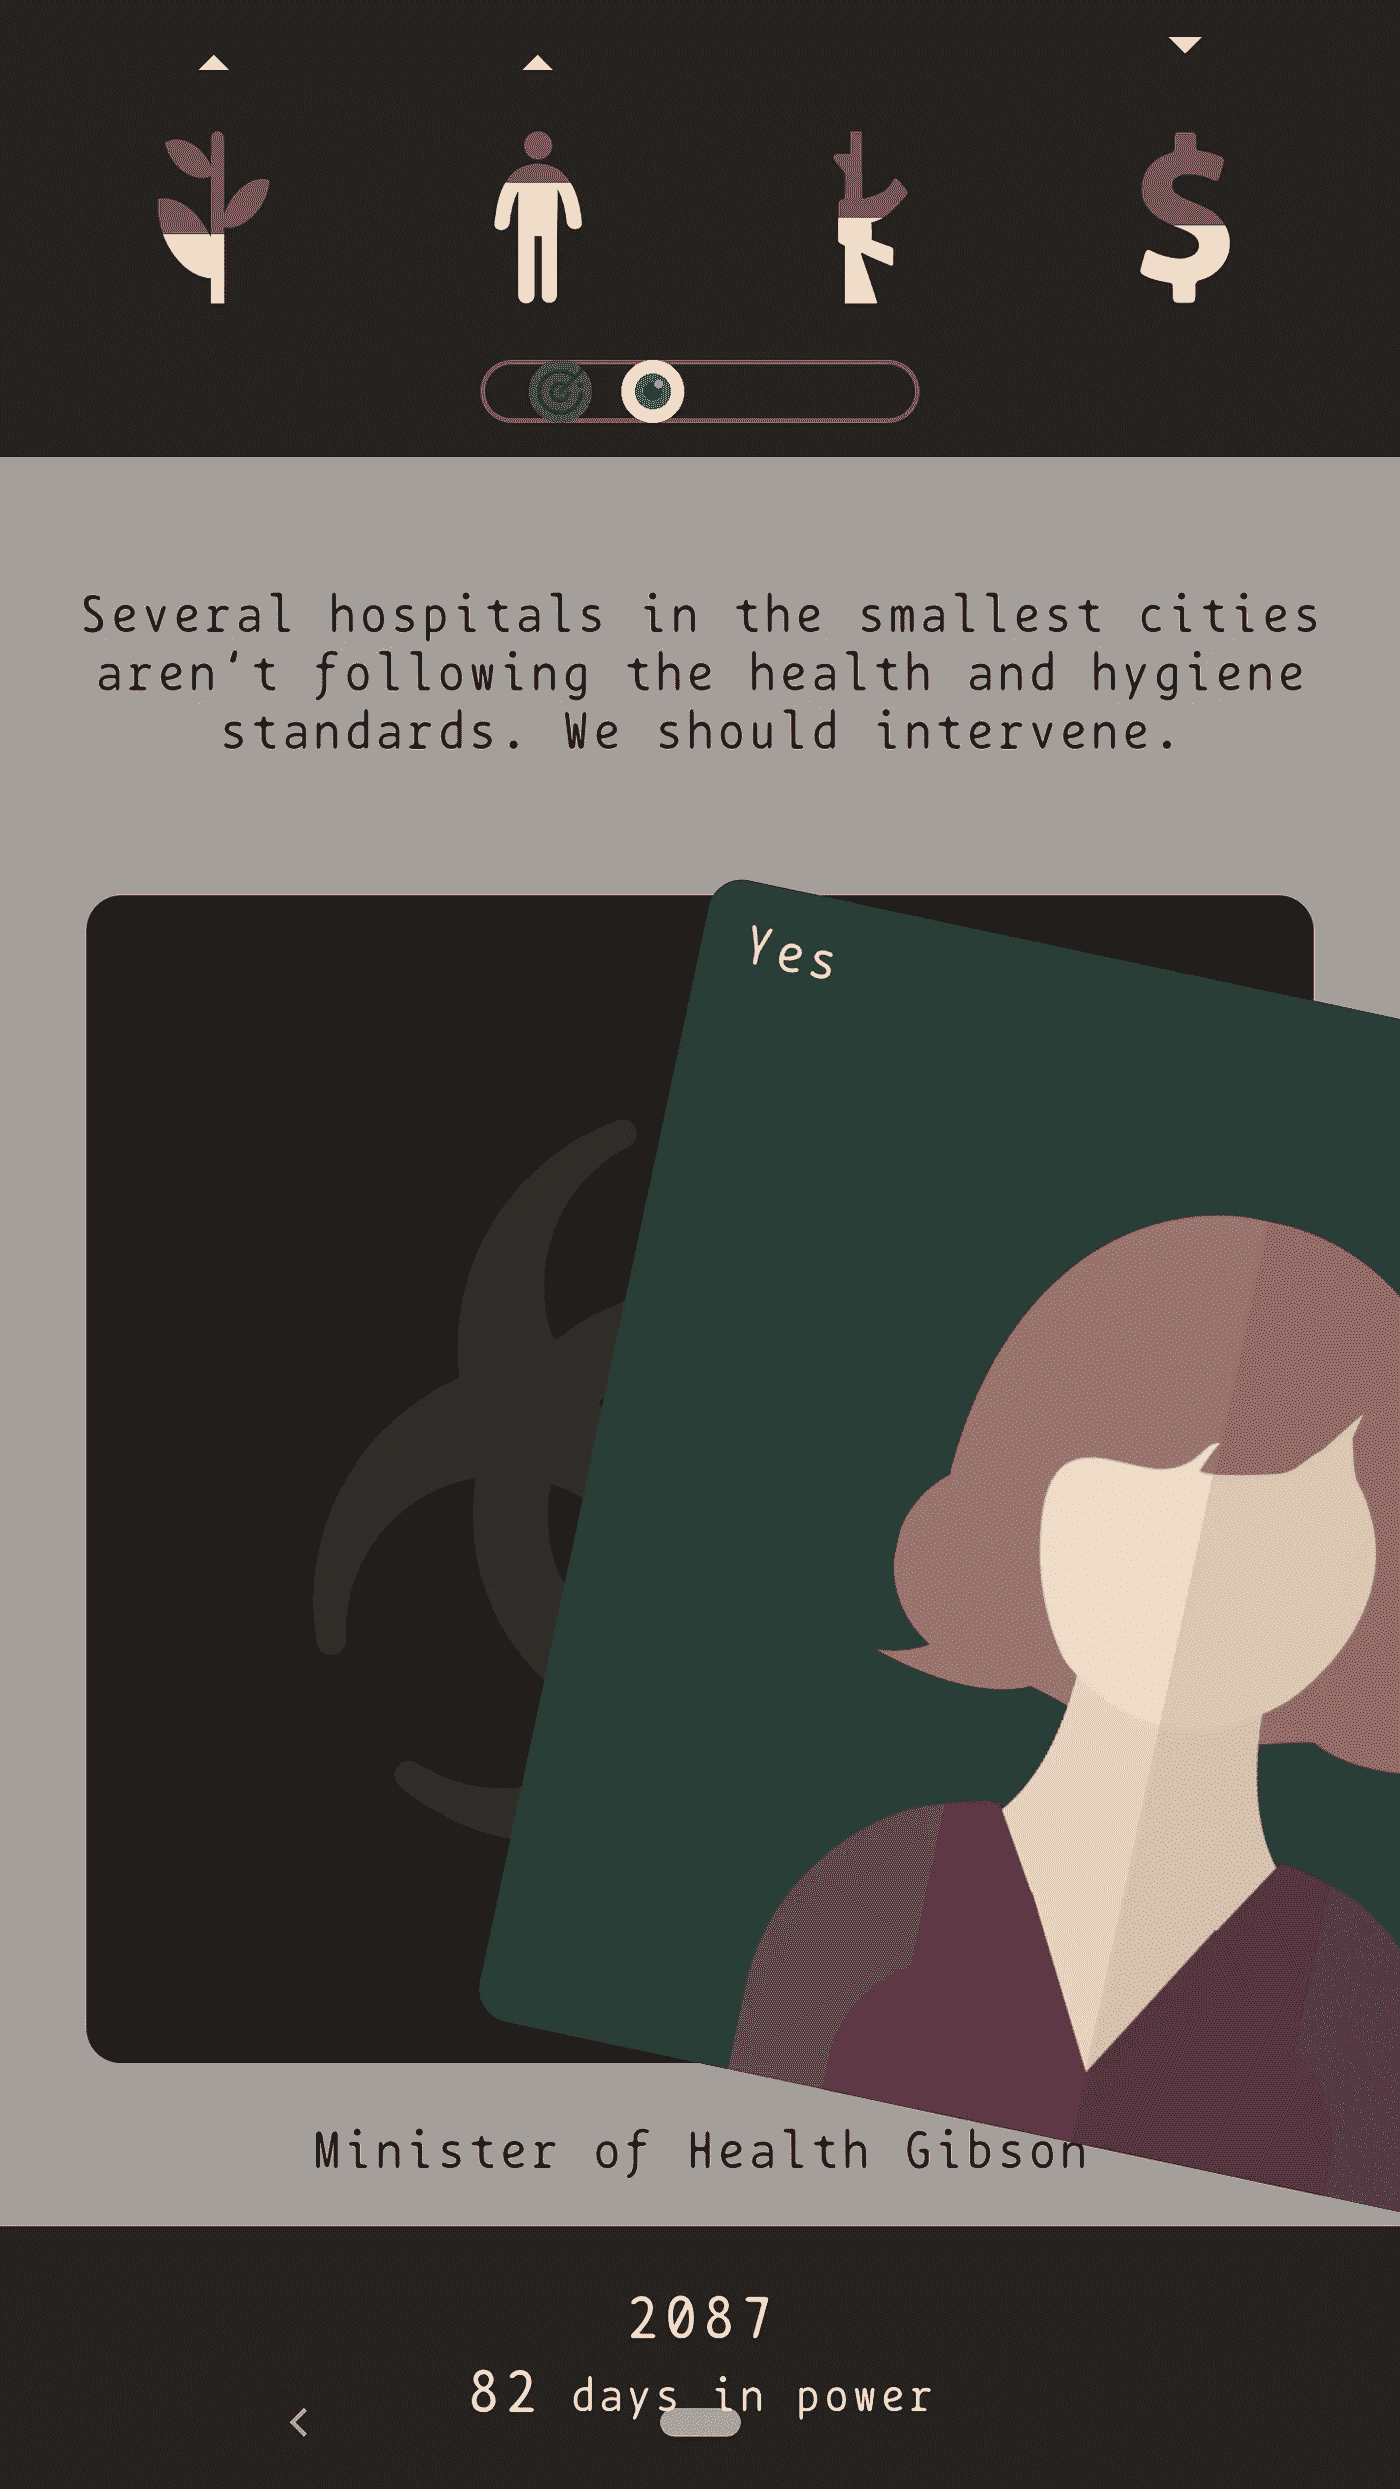 Several hospitals in the smallest cities
aren‘t following the health and hygiene
standards. We should intervene.
Yes
Minister of Health Gibson
2087
82 days in power